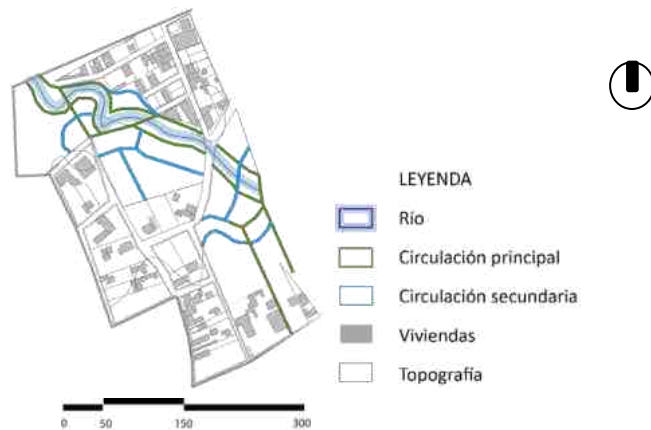 LEYENDA
Río
Circulación principal
Circulación secundaria
Viviendas
Topografía
0 50 150 300